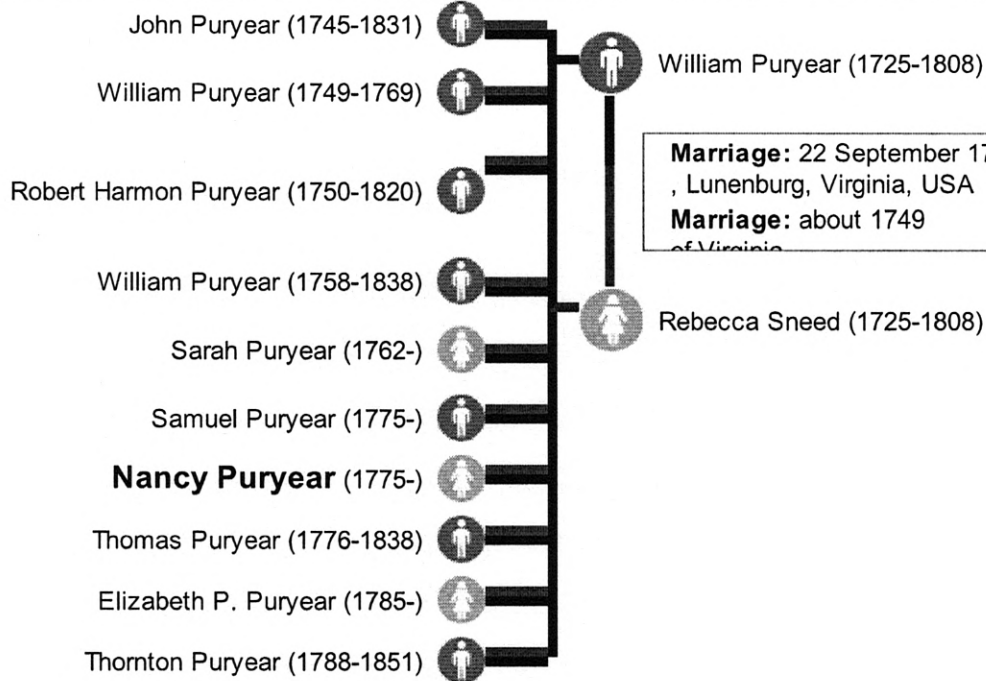 John Puryear (1745-1831)
William Puryear (1749-1769)
Robert Harmon Puryear (1750-1820)
William Puryear (1758-1838)
Sarah Puryear (1762-)
Samuel Puryear (1775-)
Nancy Puryear (1775-)
Thomas Puryear (1776-1838)
Elizabeth P. Puryear (1785-)
Thornton Puryear (1788-1851)
William Puryear (1725-1808)
Marriage: 22 September 17
, Lunenburg, Virginia, USA
Marriage: about 1749
of Virginia
Rebecca Sneed (1725-1808)